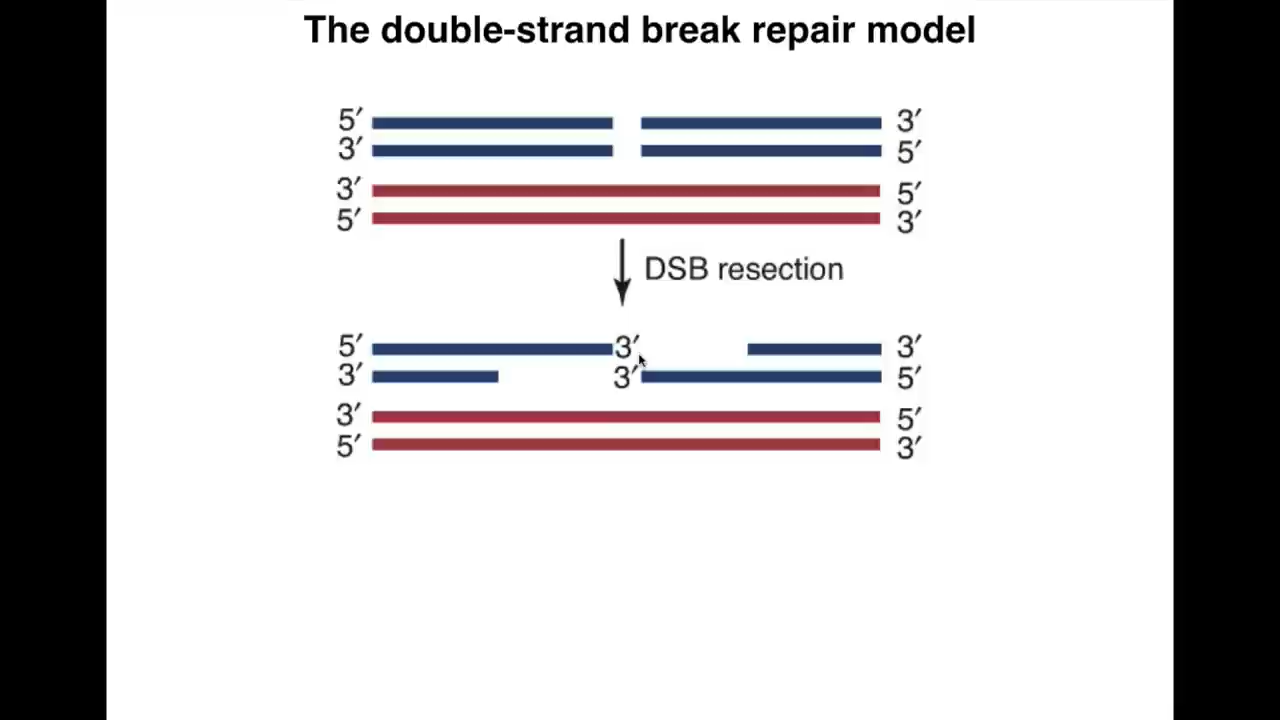 The double-strand break repair model
5′ 3′
3′ 5′
3′ 5′
5′ 3′
DSB resection
5′ 3′ 3′
3′ 3′ 5′
3′ 5′
5′ 3′